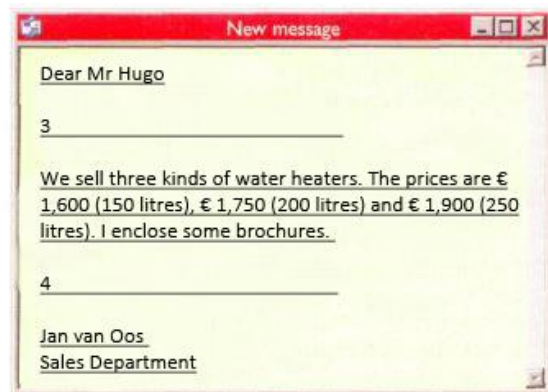 New message
Dear Mr Hugo
3
We sell three kinds of water heaters. The prices are €
1,600 (150 litres), € 1,750 (200 litres) and € 1,900 (250
litres). I enclose some brochures.
4
Jan van Oos
Sales Department